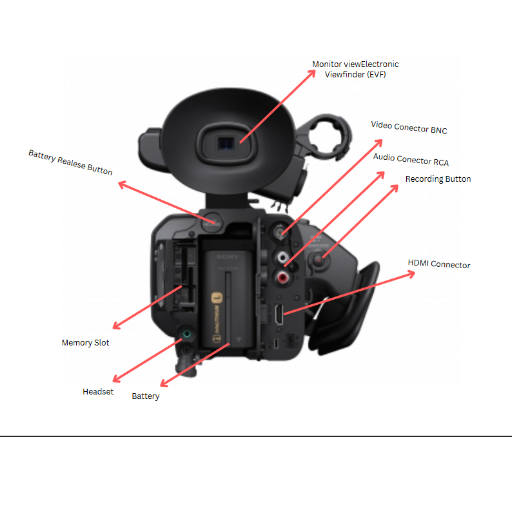 Monitor viewElectronic
Viewfinder (EVF)
Video Conector BNC
Audio Conector RCA
Recording Button
Battery Realese Button
HDMI Connector
Memory Slot
Headset
Battery
SONY